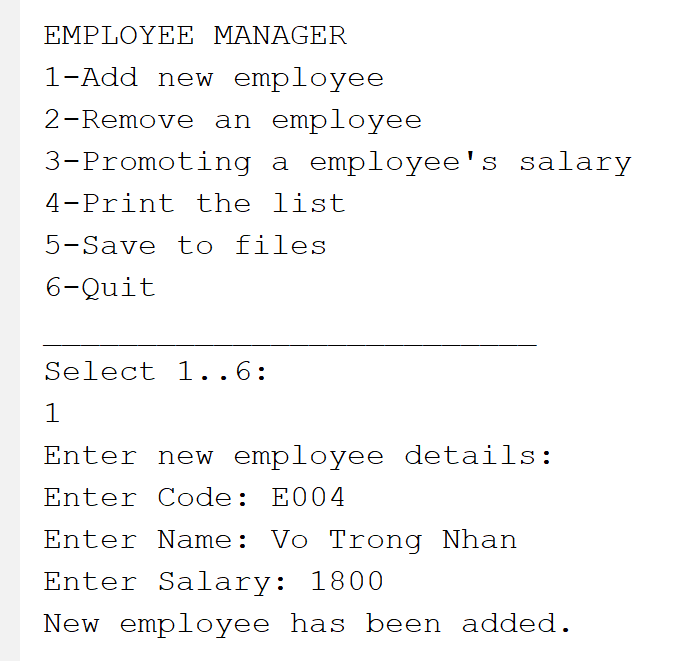 EMPLOYEE MANAGER
1-Add new employee
2-Remove an employee
3-Promoting a employee's salary
4-Print the list
5-Save to files
6-Quit
__________________________
Select 1..6:
1
Enter new employee details:
Enter Code: E004
Enter Name: Vo Trong Nhan
Enter Salary: 1800
New employee has been added.